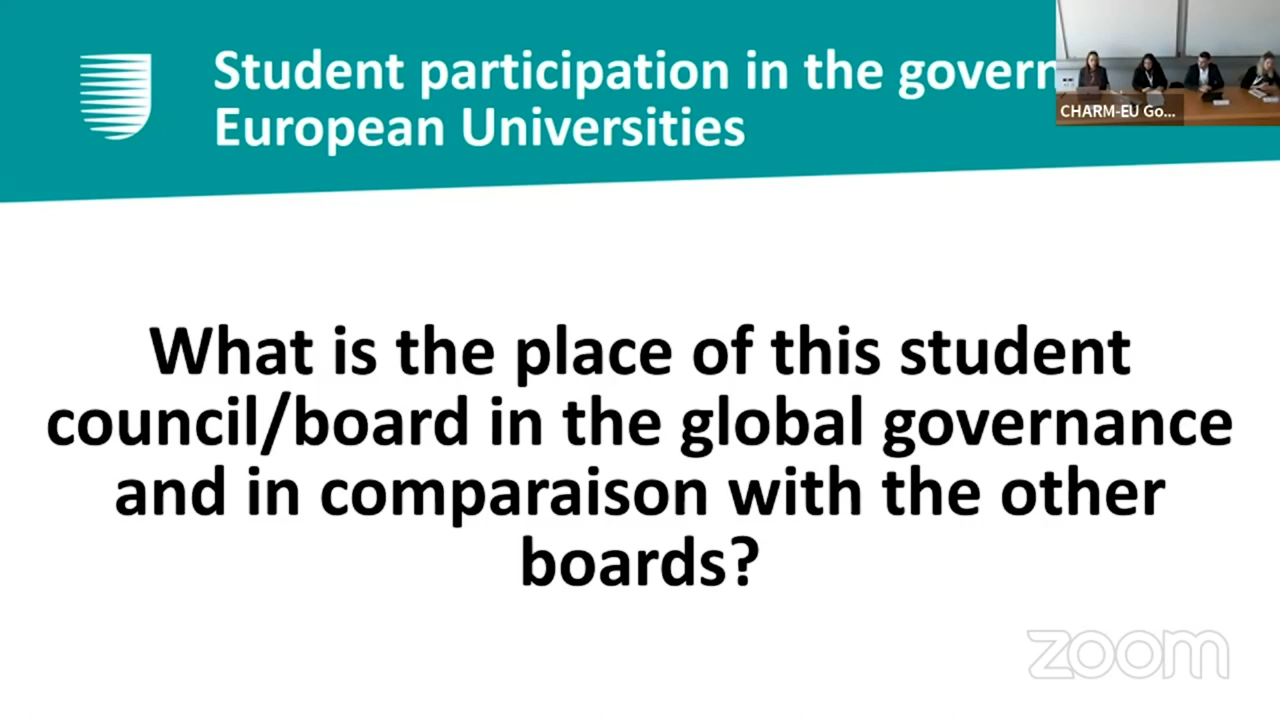 Student participation in the govern
European Universities
CHARM-EU Go...
What is the place of this student
council/board in the global governance
and in comparaison with the other
boards?
zoom